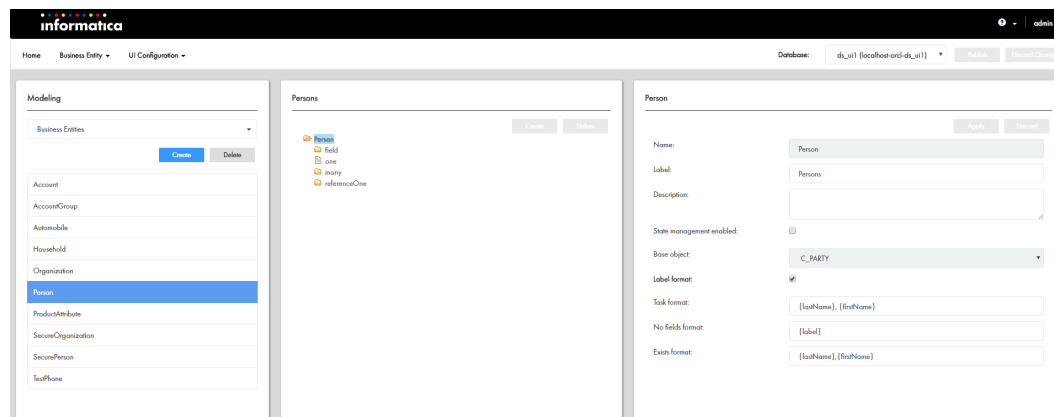 informatica
admin
Home Business Entity UI Configuration Database: ds_ui1 (localhost-orcl-ds_ui1) Publish
Modeling
Business Entities
Create Delete
Account
AccountGroup
Automobile
Household
Organization
Person
ProductAttribute
SecureOrganization
SecurePerson
TestPhone
Persons
Create Delete
Person
field
one
many
referenceOne
Person
Apply Discard
Name: Person
Label: Persons
Description:
State management enabled:
Base object: C_PARTY
Label format:
Task format: {lastName}, {firstName}
No fields format: {label}
Exists format: {lastName},{firstName}